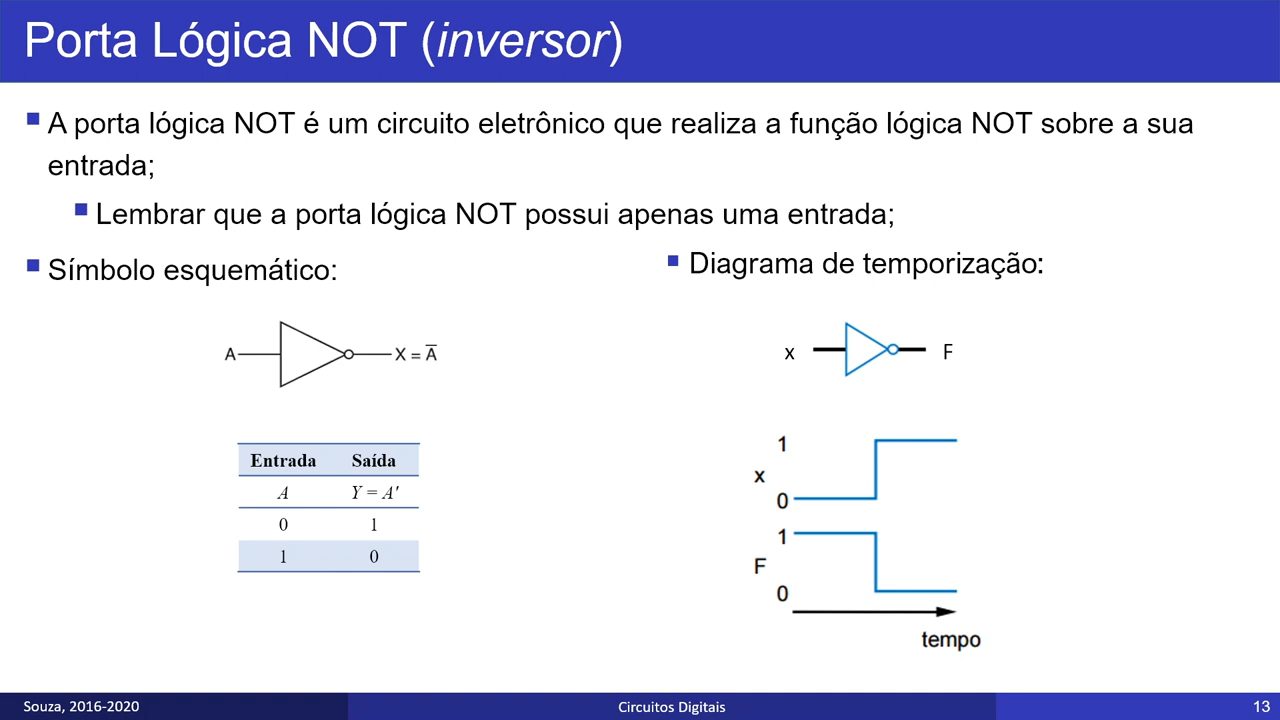 Porta Lógica NOT (inversor)
A porta lógica NOT é um circuito eletrônico que realiza a função lógica NOT sobre a sua
entrada;
Lembrar que a porta lógica NOT possui apenas uma entrada;
Símbolo esquemático:
A
X = A̅
Entrada Saída
A Y = A'
0 1
1 0
Diagrama de temporização:
x
F
1
x
0
1
F
0
tempo
Souza, 2016-2020
Circuitos Digitais
13